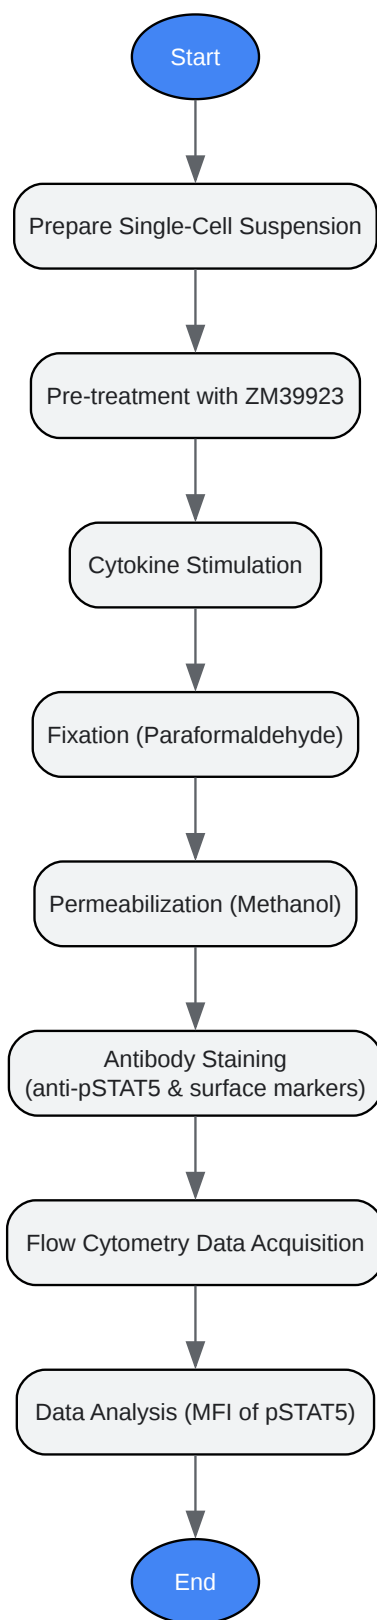 Start
Prepare Single-Cell Suspension
Pre-treatment with ZM39923
Cytokine Stimulation
Fixation (Paraformaldehyde)
Permeabilization (Methanol)
Antibody Staining
(anti-pSTAT5 & surface markers)
Flow Cytometry Data Acquisition
Data Analysis (MFI of pSTAT5)
End